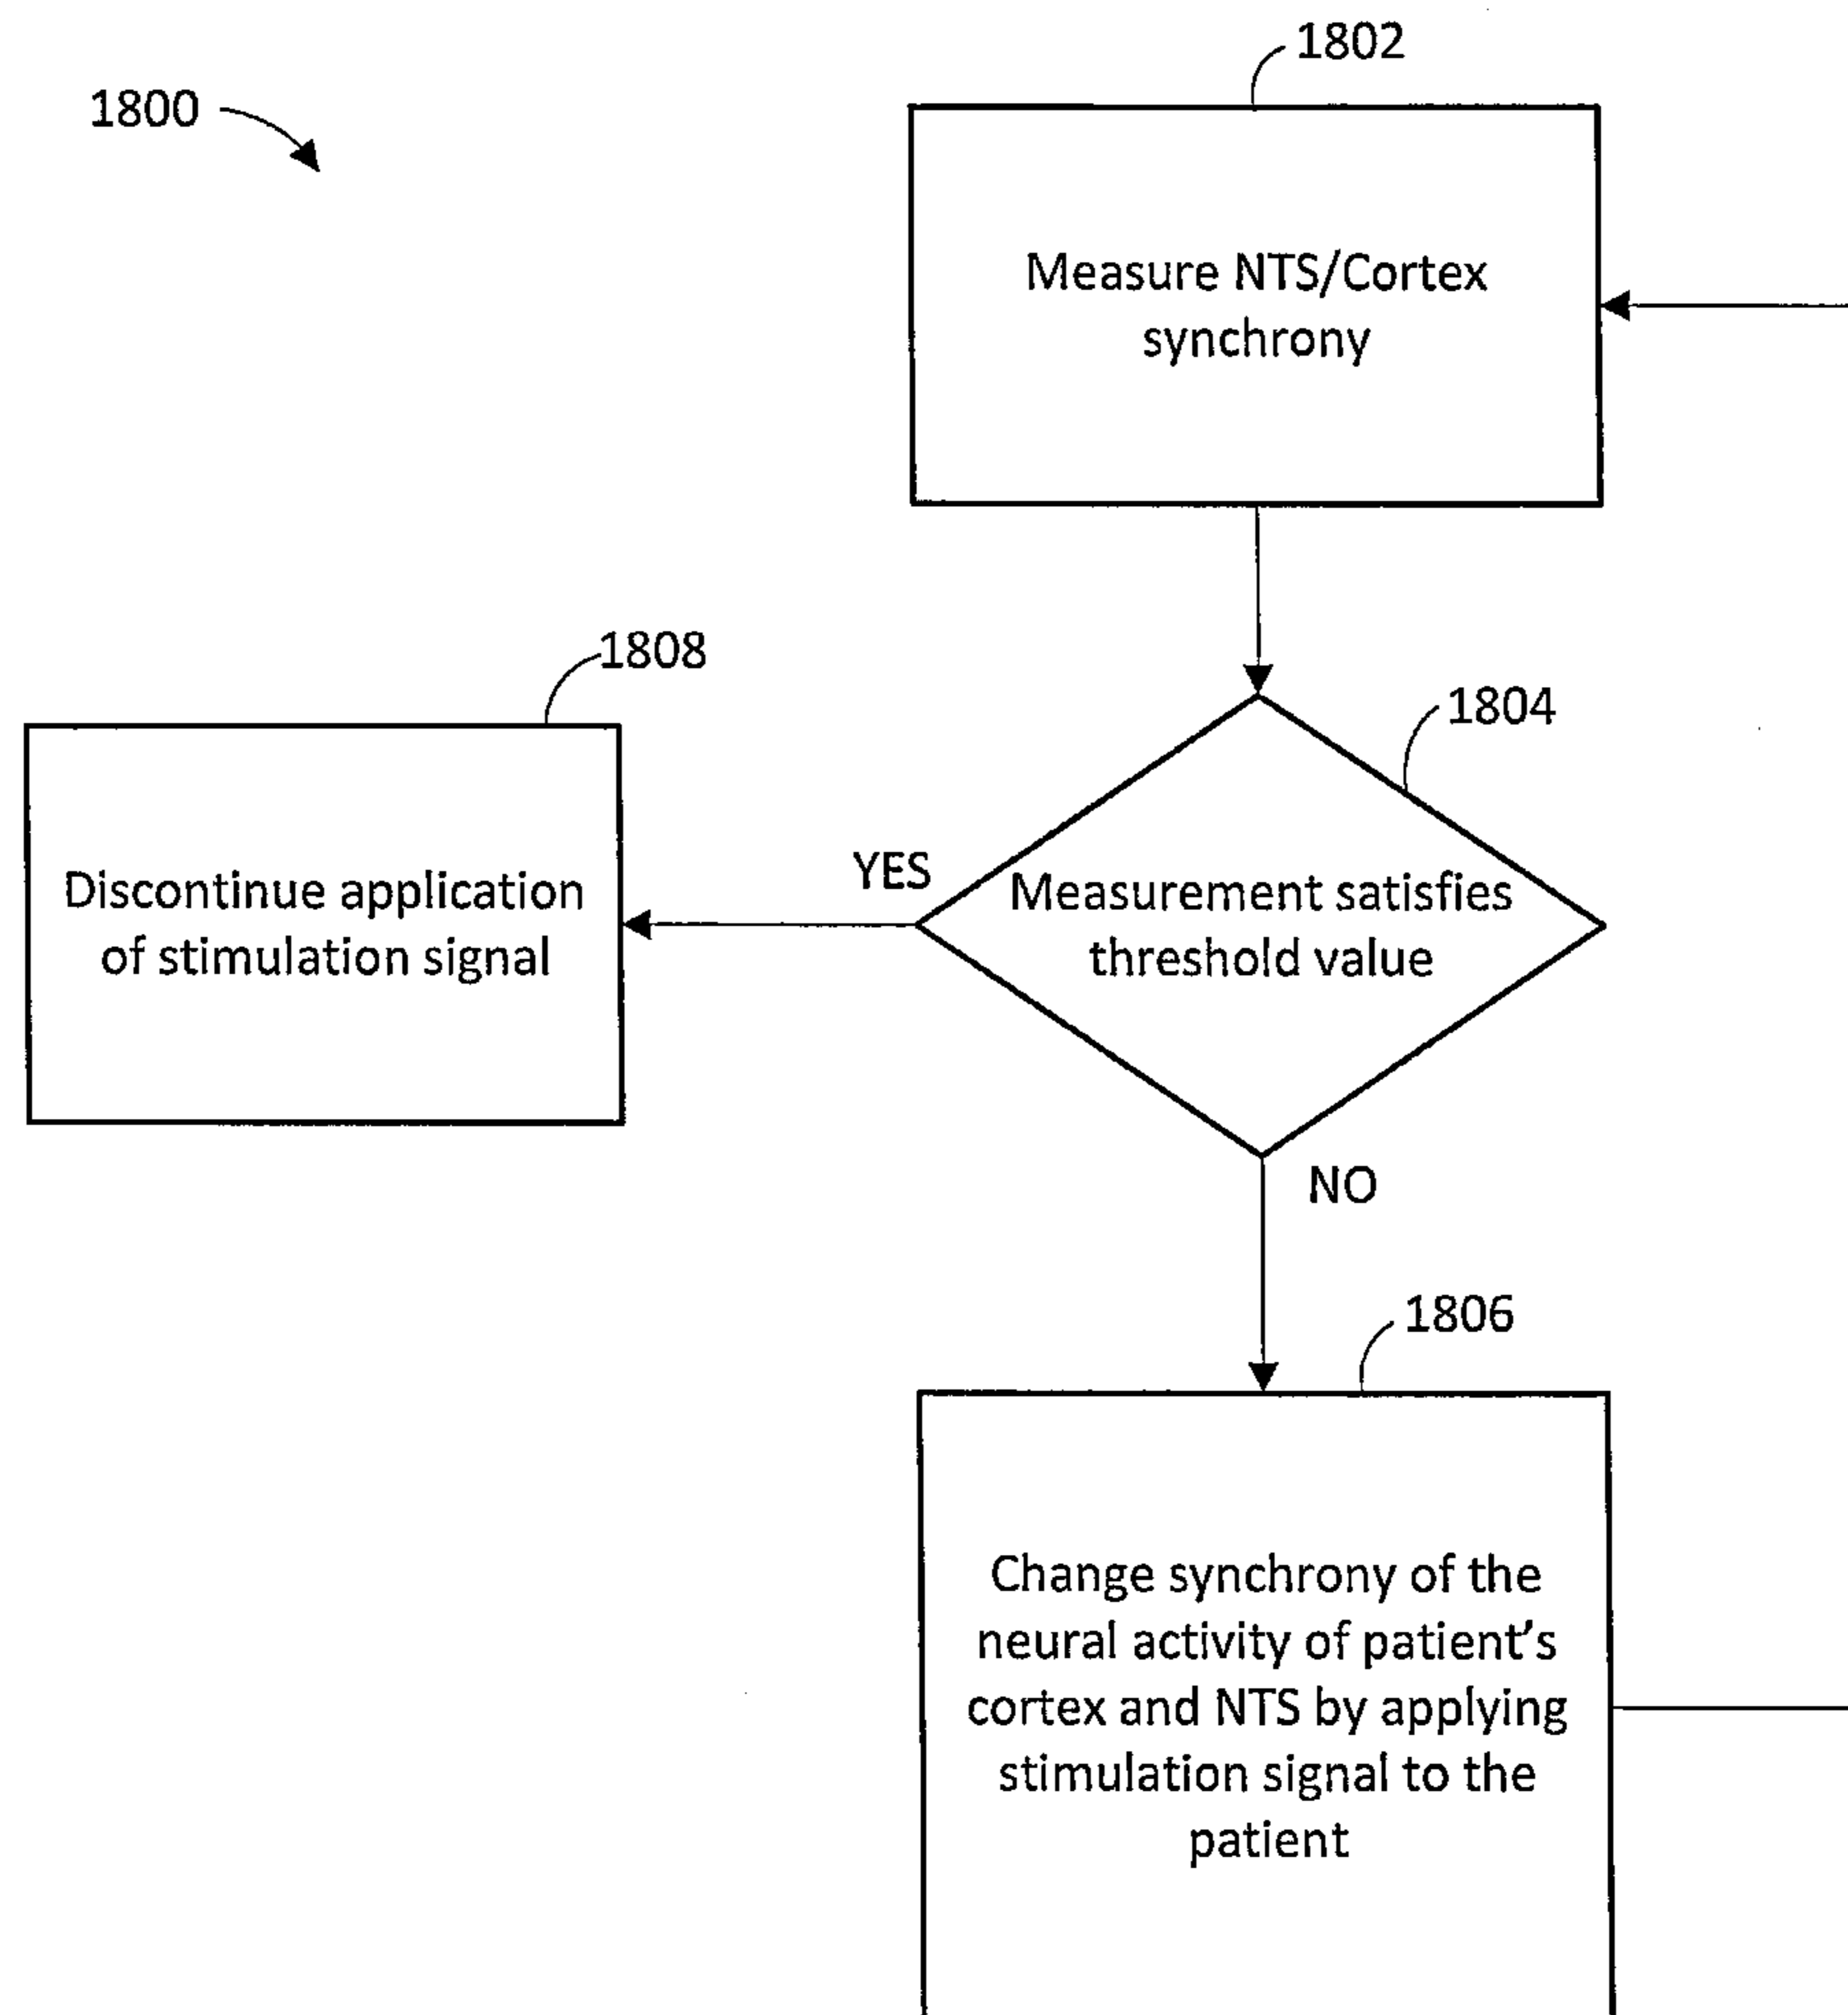 1800
1802
Measure NTS/Cortex
synchrony
1808
1804
Discontinue application
of stimulation signal
YES
Measurement satisfies
threshold value
NO
1806
Change synchrony of the
neural activity of patient's
cortex and NTS by applying
stimulation signal to the
patient